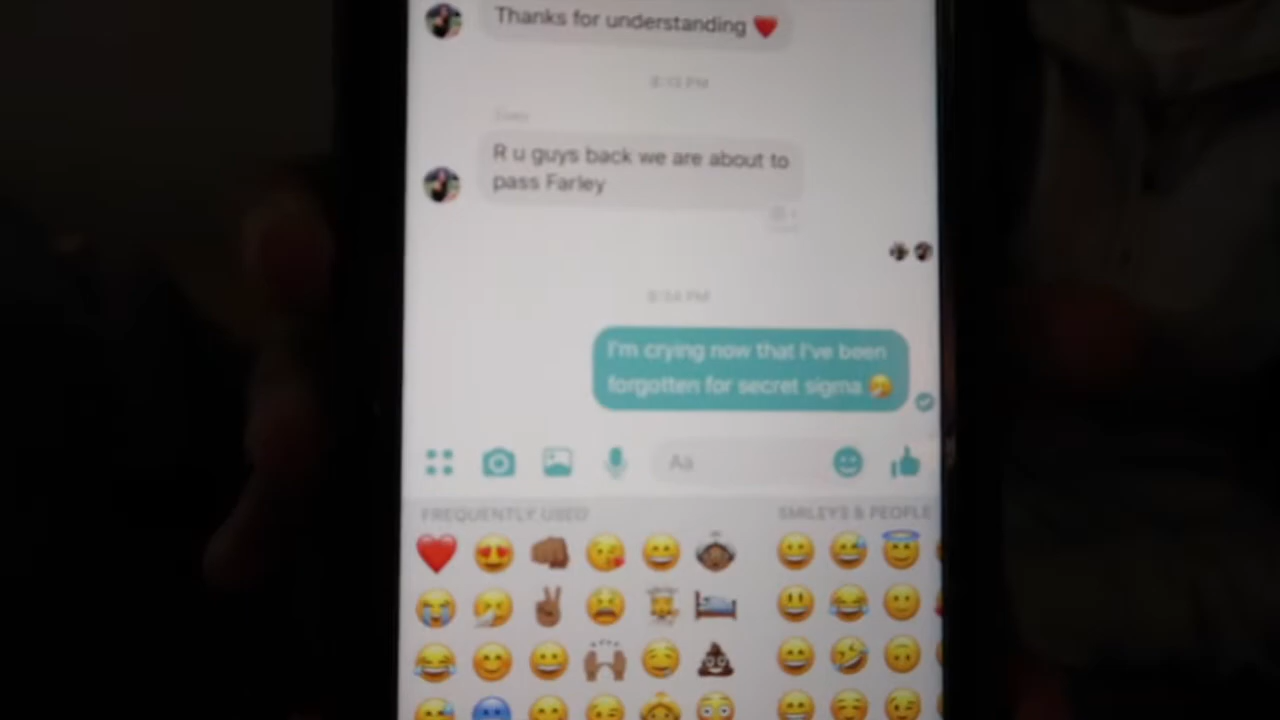 Thanks for understanding ❤️
R u guys back we are about to
pass Farley
I'm crying now that I've been
forgotten for secret sigma
Aa
FREQUENTLY USED
SMILEYS & PEOPLE